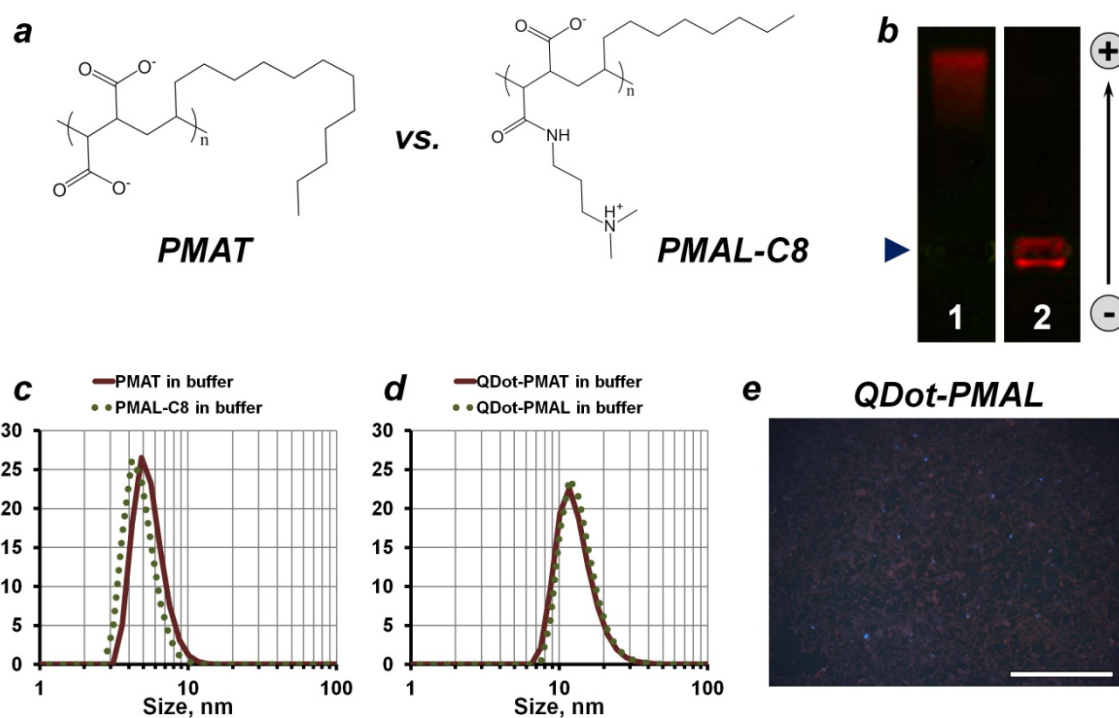 a
PMAT
vs.
PMAL-C8
O
O-
O
O-
n
O
O-
O
NH
H+
N
n
b
1
2
+
-
c
PMAT in buffer
PMAL-C8 in buffer
30
25
20
15
10
5
0
1
10
100
Size, nm
d
QDot-PMAT in buffer
QDot-PMAL in buffer
30
25
20
15
10
5
0
1
10
100
Size, nm
e
QDot-PMAL